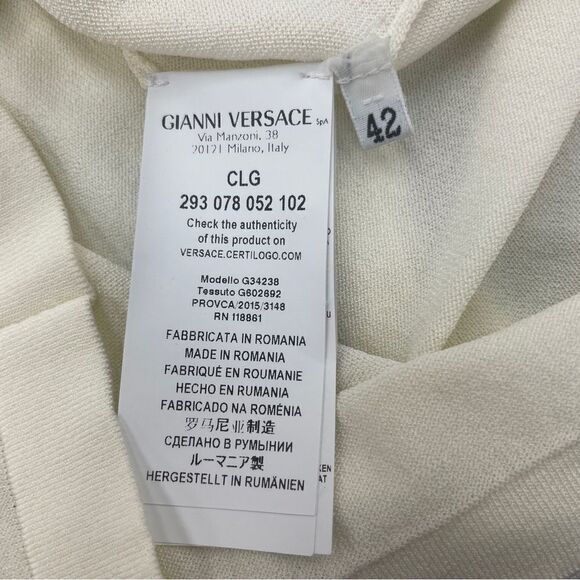 GIANNI VERSACE SpA
Via Manzoni, 38
20121 Milano, Italy
CLG
293 078 052 102
Check the authenticity
of this product on
VERSACE.CERTILOGO.COM
Modello G34238
Tessuto G602692
PROVCA/2015/3148
RN 118861
FABBRICATA IN ROMANIA
MADE IN ROMANIA
FABRIQUÉ EN ROUMANIE
HECHO EN RUMANIA
FABRICADO NA ROMÉNIA
罗马尼亚制造
СДЕЛАНО В РУМЫНИИ
ルーマニア製
HERGESTELLT IN RUMÄNIEN
42